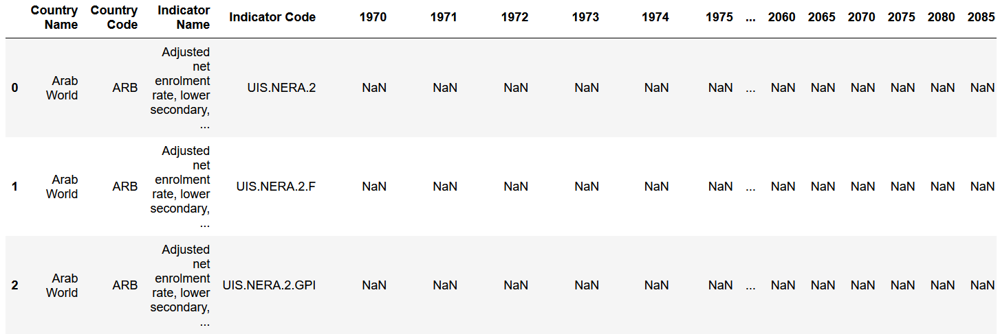 Country Name Country Code Indicator Name Indicator Code 1970 1971 1972 1973 1974 1975 ... 2060 2065 2070 2075 2080 2085
0 Arab World ARB Adjusted net enrolment rate, lower secondary, ... UIS.NERA.2 NaN NaN NaN NaN NaN NaN ... NaN NaN NaN NaN NaN NaN
1 Arab World ARB Adjusted net enrolment rate, lower secondary, ... UIS.NERA.2.F NaN NaN NaN NaN NaN NaN ... NaN NaN NaN NaN NaN NaN
2 Arab World ARB Adjusted net enrolment rate, lower secondary, ... UIS.NERA.2.GPI NaN NaN NaN NaN NaN NaN ... NaN NaN NaN NaN NaN NaN